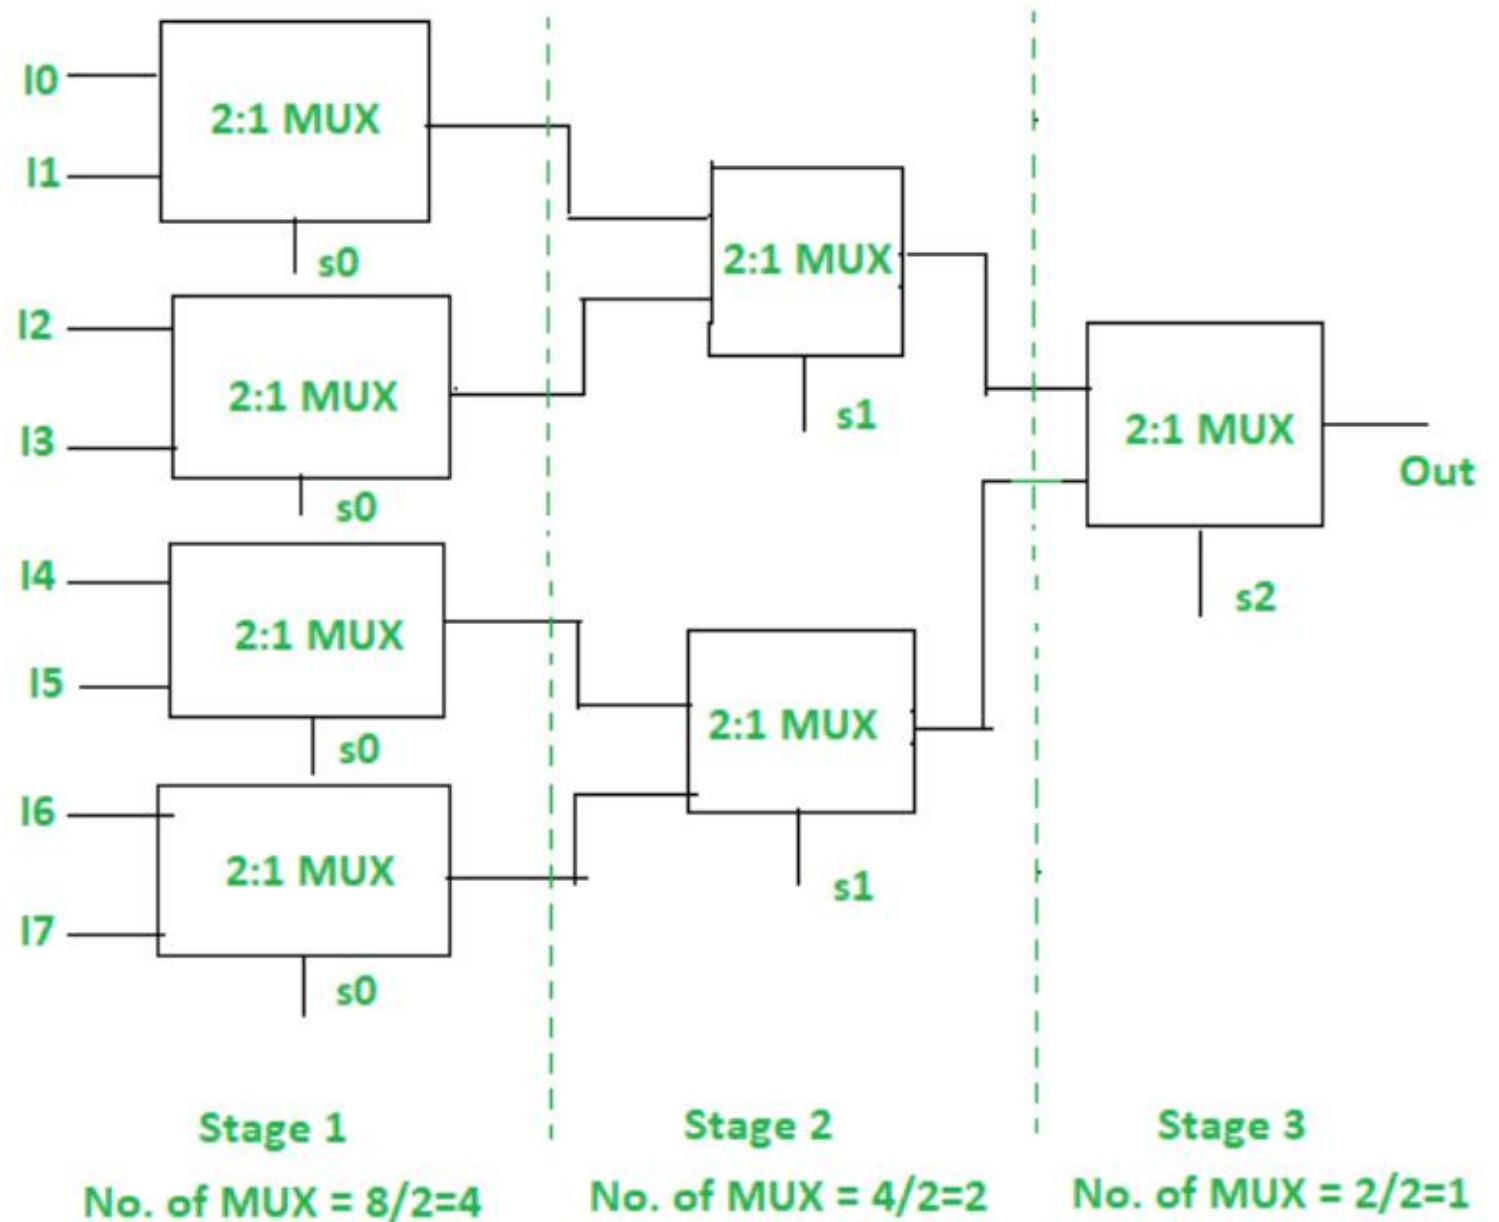 I0
2:1 MUX
I1
s0
I2
2:1 MUX
I3
s0
I4
2:1 MUX
I5
s0
I6
2:1 MUX
I7
s0
2:1 MUX
s1
2:1 MUX
s1
2:1 MUX
Out
s2
Stage 1
No. of MUX = 8/2=4
Stage 2
No. of MUX = 4/2=2
Stage 3
No. of MUX = 2/2=1